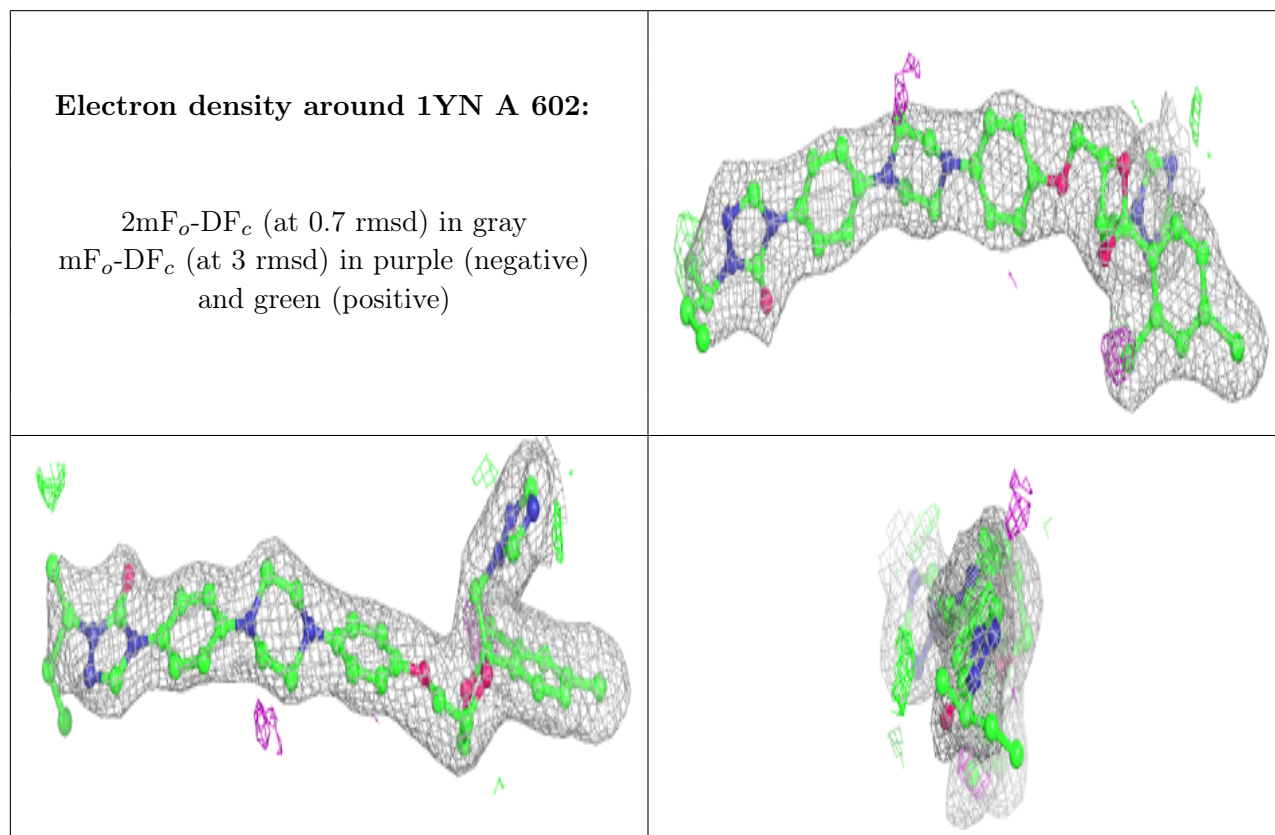 Electron density around 1YN A 602:
2mFₒ-DF𝒸 (at 0.7 rmsd) in gray
mFₒ-DF𝒸 (at 3 rmsd) in purple (negative)
and green (positive)